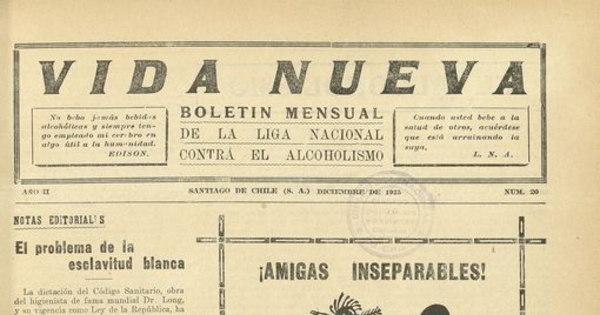 VIDA NUEVA
No bebo jamás bebidas
alcohólicas y siempre ten-
go empleado mi cerebro en
algo útil a la humanidad.
EDISON.
BOLETIN MENSUAL
DE LA LIGA NACIONAL
CONTRA EL ALCOHOLISMO
Cuando usted bebe a la
salud de otros, acuérdese
que está arruinando la
suya.
L. N. A.
AÑO II
SANTIAGO DE CHILE (S. A.) DICIEMBRE DE 1925
NUM. 20
NOTAS EDITORIALES
El problema de la
esclavitud blanca
La dictación del Código Sanitario, obra
del higienista de fama mundial Dr. Long,
y su vigencia como Ley de la República, ha
¡AMIGAS INSEPARABLES!